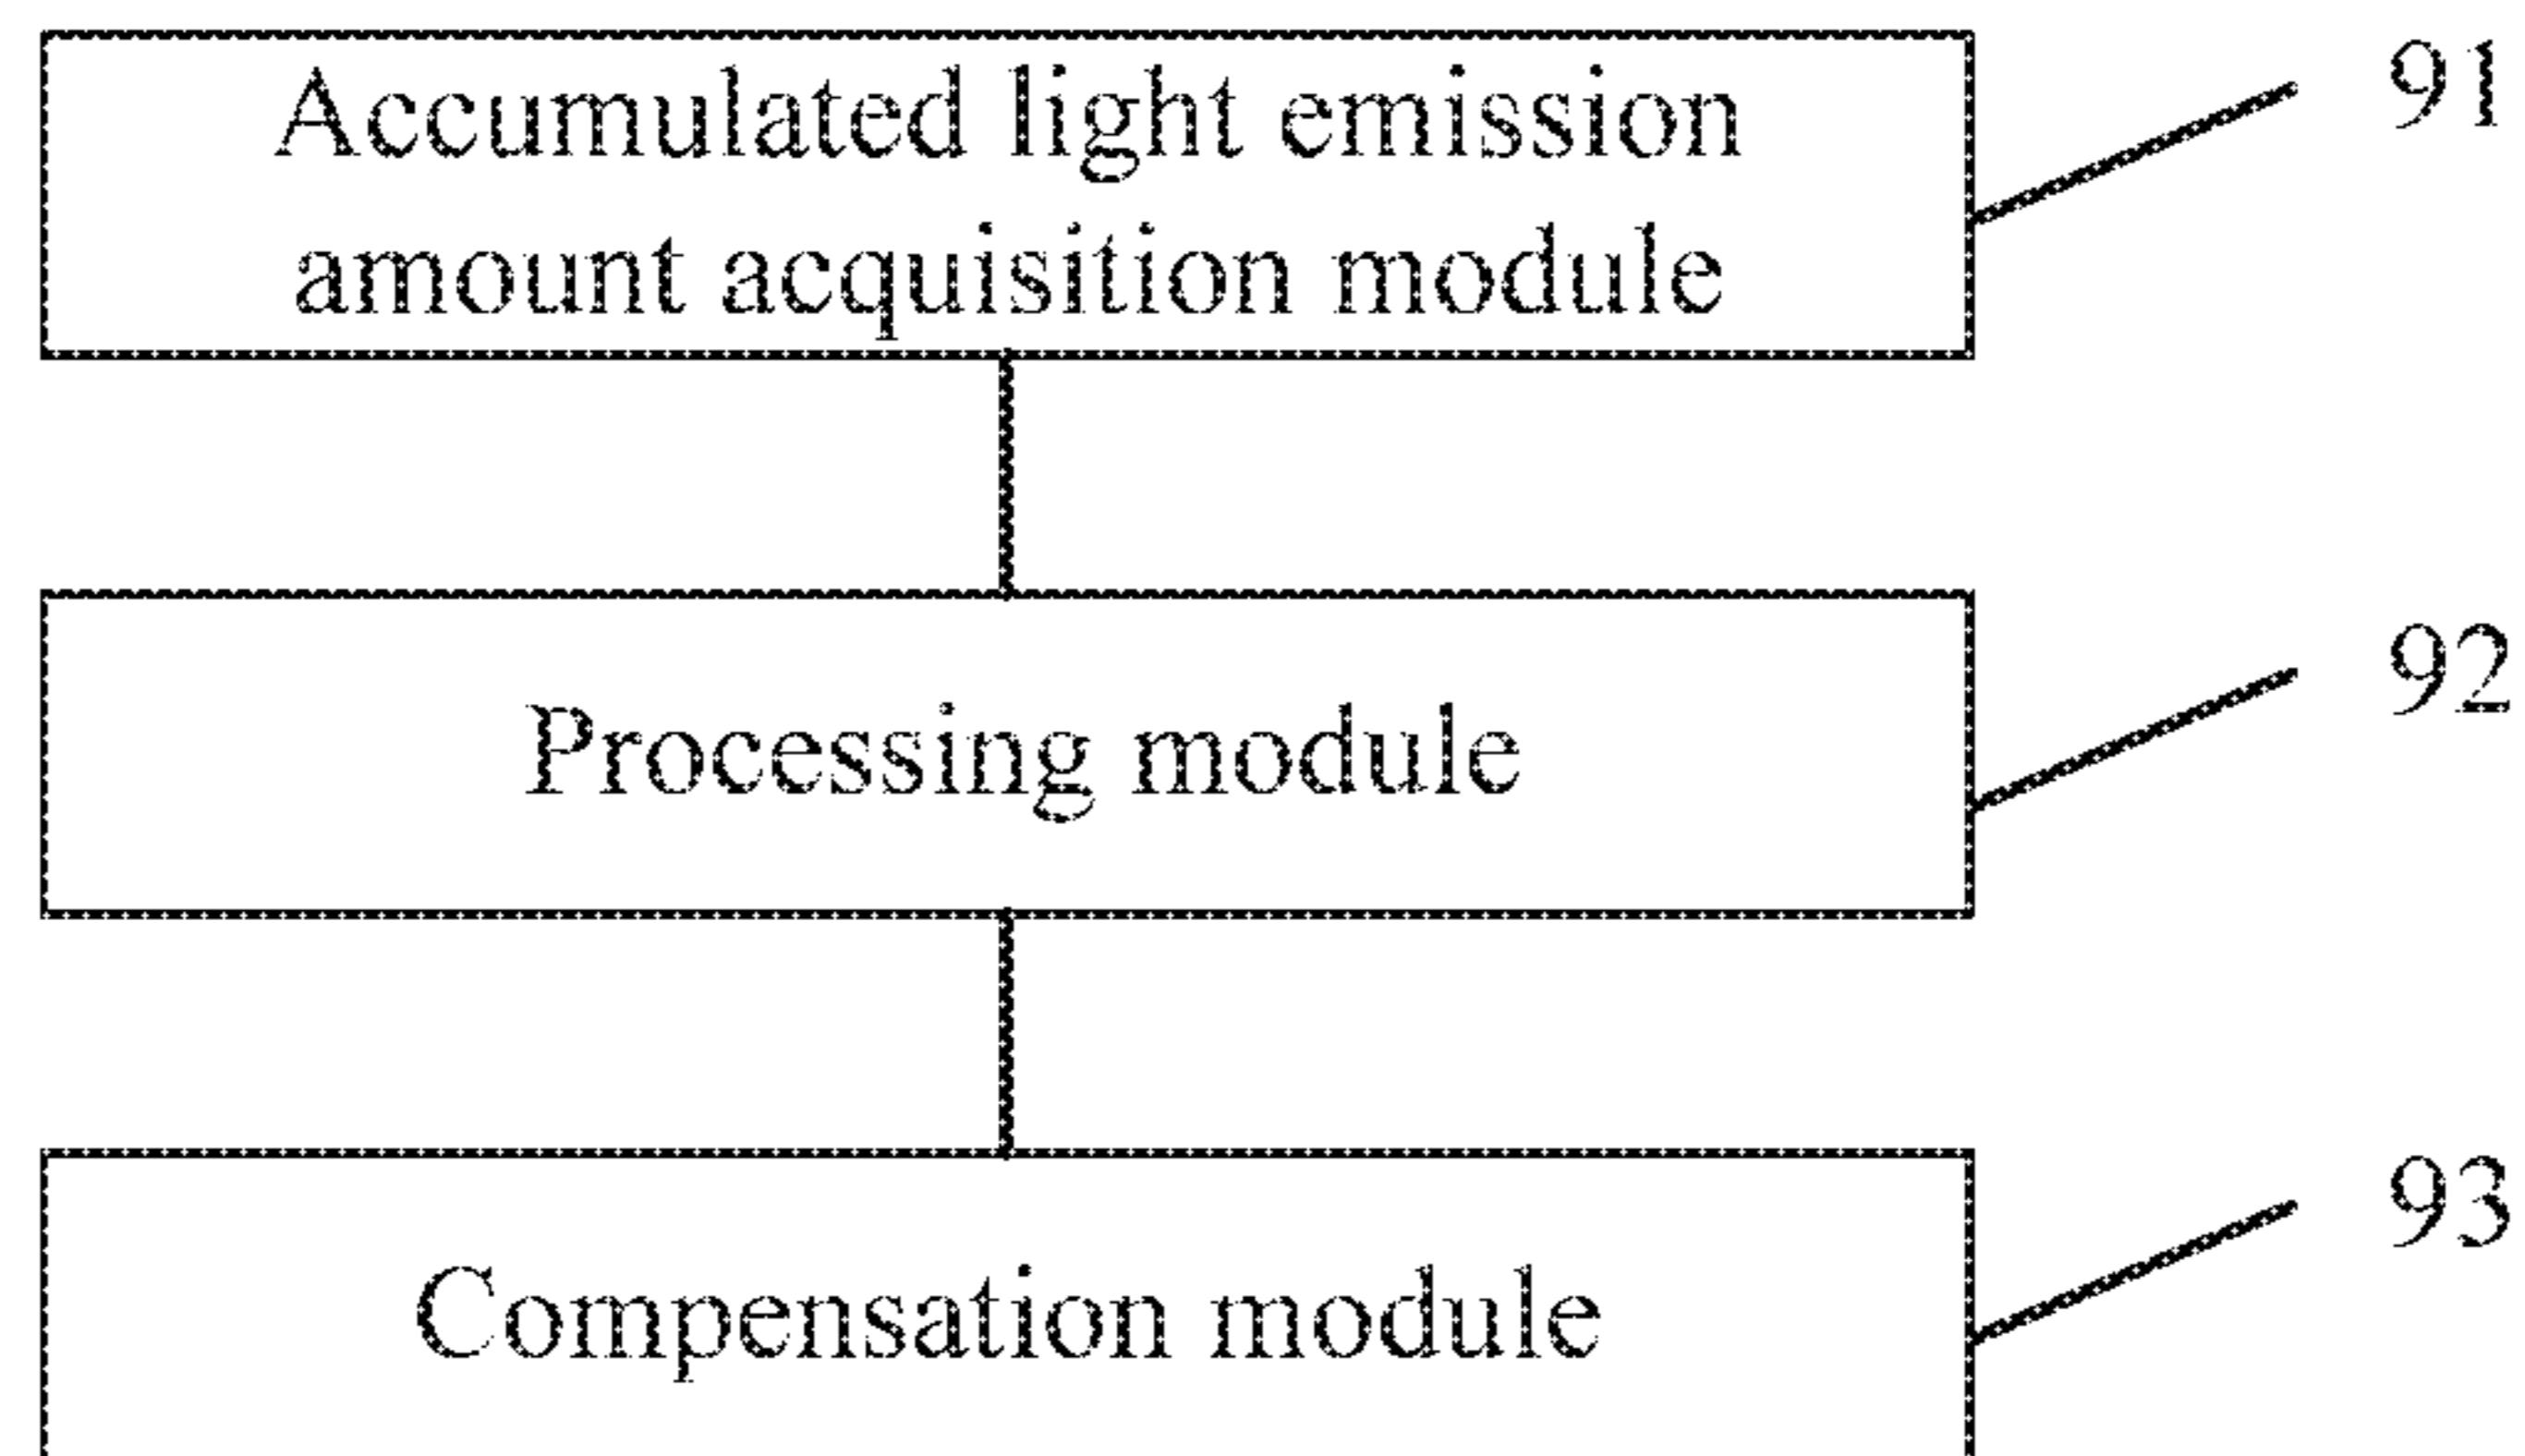 Accumulated light emission
amount acquisition module
91
Processing module
92
Compensation module
93